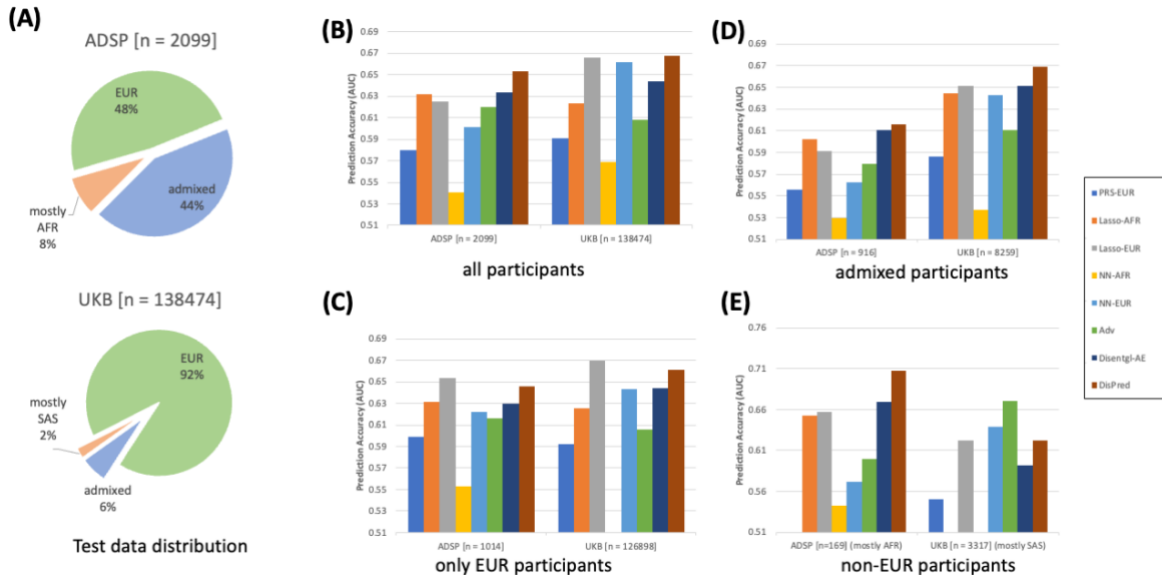 (A)
ADSP [n = 2099]
EUR
48%
admixed
44%
mostly
AFR
8%
UKB [n = 138474]
EUR
92%
mostly
SAS
2%
admixed
6%
Test data distribution
(B)
Prediction Accuracy (AUC)
0.69
0.67
0.65
0.63
0.61
0.59
0.57
0.55
0.53
0.51
ADSP [n = 2099]
UKB [n = 138474]
all participants
(C)
Prediction Accuracy (AUC)
0.69
0.67
0.65
0.63
0.61
0.59
0.57
0.55
0.53
0.51
ADSP [n = 1014]
UKB [n = 126898]
only EUR participants
(D)
Prediction Accuracy (AUC)
0.69
0.67
0.65
0.63
0.61
0.59
0.57
0.55
0.53
0.51
ADSP [n = 916]
UKB [n = 8259]
admixed participants
(E)
Prediction Accuracy (AUC)
0.76
0.71
0.66
0.61
0.56
0.51
ADSP [n=169] (mostly AFR)
UKB [n = 3317] (mostly SAS)
non-EUR participants
PRS-EUR
Lasso-AFR
Lasso-EUR
NN-AFR
NN-EUR
Adv
Disentgl-AE
DisPred